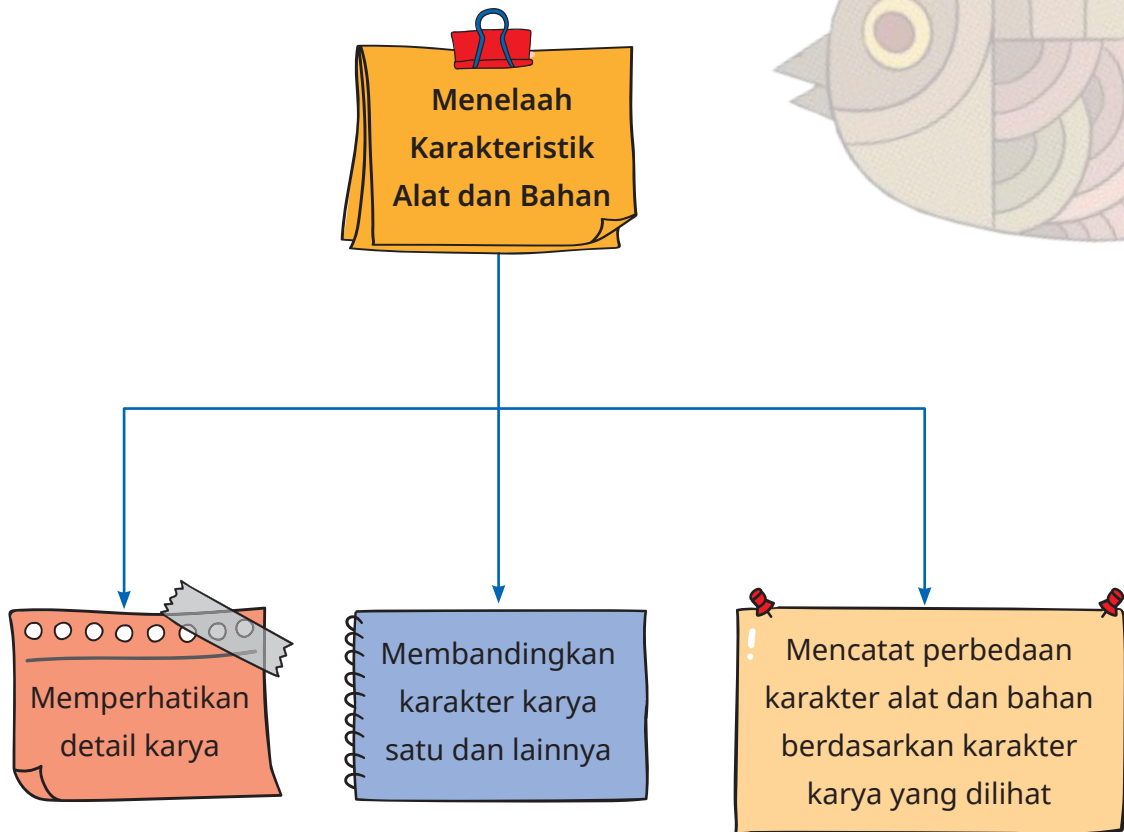 Menelaah
Karakteristik
Alat dan Bahan
Memperhatikan
detail karya
Membandingkan
karakter karya
satu dan lainnya
Mencatat perbedaan
karakter alat dan bahan
berdasarkan karakter
karya yang dilihat